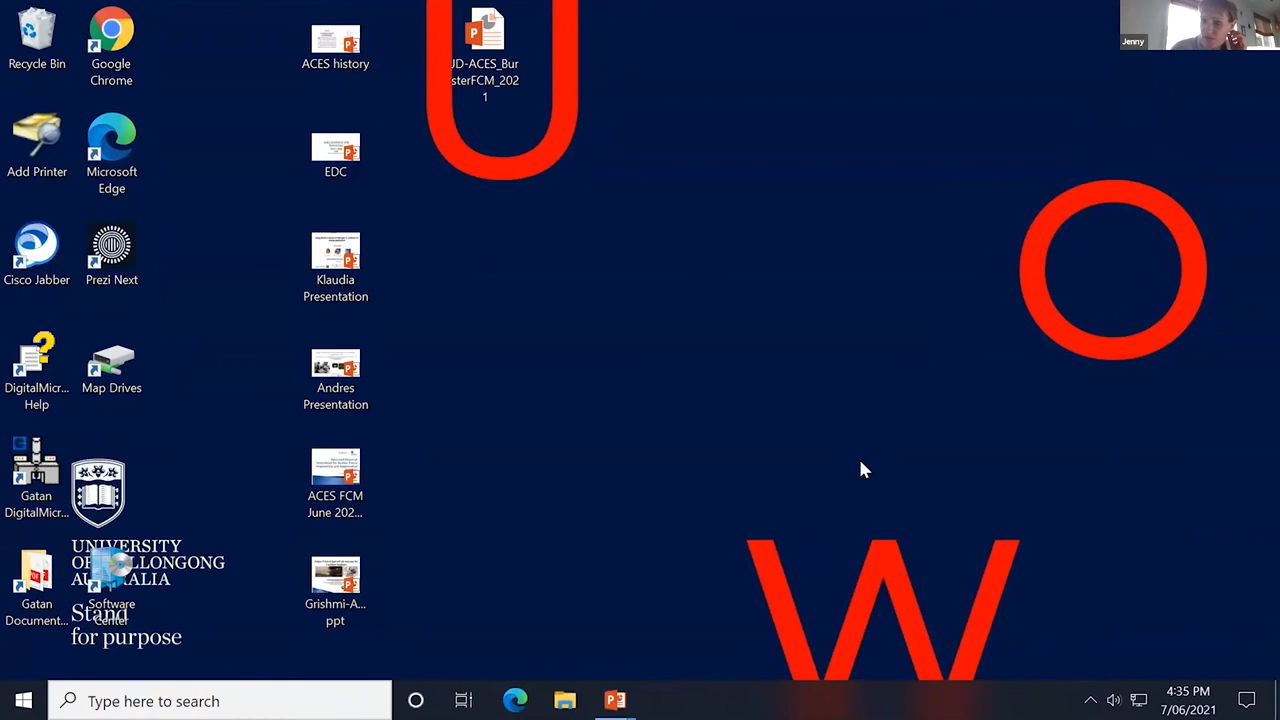 Recycle Bin
Google
Chrome
ACES history
JD-ACES_Bur
sterFCM_202
1
Jenny
Add Printer
Microsoft
Edge
EDC
Cisco Jabber
Prezi Next
Klaudia
Presentation
DigitalMicr...
Help
Map Drives
Andres
Presentation
Gatan
DigitalMicr...
ACES FCM
June 202...
UNIVERSITY
OF WOLLONGONG
AUSTRALIA
Gatan
Document...
Software
Center
Grishmi-A...
ppt
Stand
for purpose
U
O
W
Type here to search
4:35 PM
7/06/2021